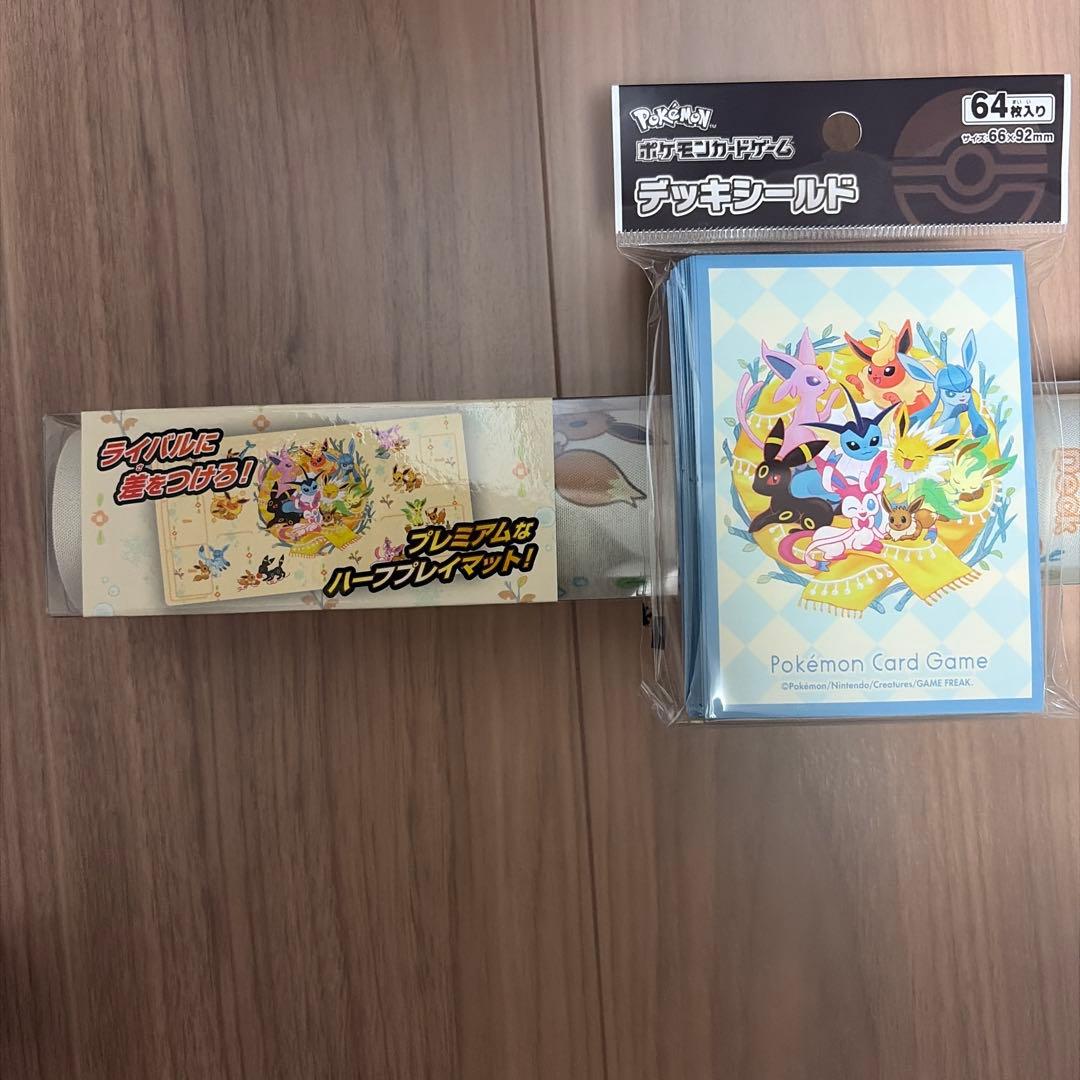 Pokémon
ポケモンカードゲーム
デッキシールド
64枚入り
まい い
サイズ:66×92mm
ライバルに
差をつけろ!
プレミアムな
ハーフプレイマット!
Pokémon Card Game
©Pokémon/Nintendo/Creatures/GAME FREAK.